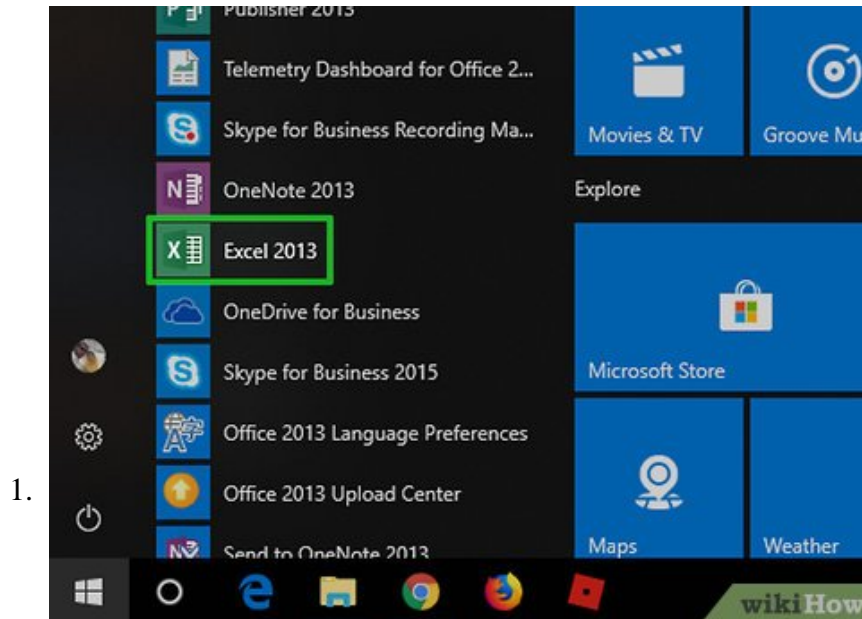 Publisher 2013
Telemetry Dashboard for Office 2...
Skype for Business Recording Ma...
OneNote 2013
Excel 2013
OneDrive for Business
Skype for Business 2015
Office 2013 Language Preferences
Office 2013 Upload Center
Send to OneNote 2013
Movies & TV
Groove Mu
Explore
Microsoft Store
Maps
Weather
1.
wikiHow